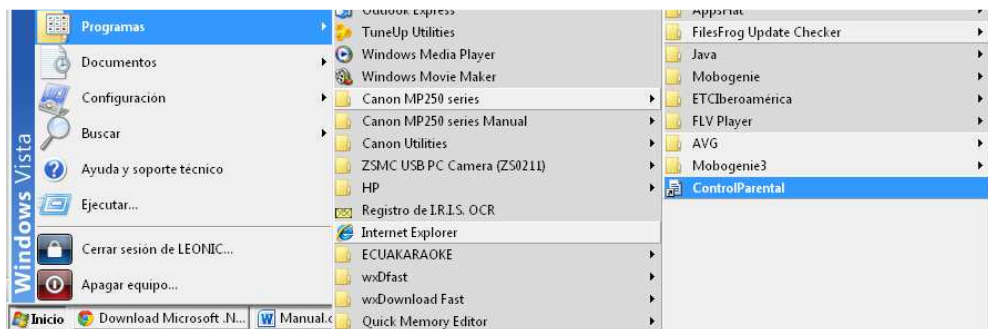 Windows Vista
Programas
Documentos
Configuración
Buscar
Ayuda y soporte técnico
Ejecutar...
Cerrar sesión de LEONIC...
Apagar equipo...
Outlook Express
TuneUp Utilities
Windows Media Player
Windows Movie Maker
Canon MP250 series
Canon MP250 series Manual
Canon Utilities
ZSMC USB PC Camera (ZS0211)
HP
Registro de I.R.I.S. OCR
Internet Explorer
ECUAKARAOKE
wxDfast
wxDownload Fast
Quick Memory Editor
AppsHat
FilesFrog Update Checker
Java
Mobogenie
ETCIberoamérica
FLV Player
AVG
Mobogenie3
ControlParental
Inicio
Download Microsoft .N...
Manual.